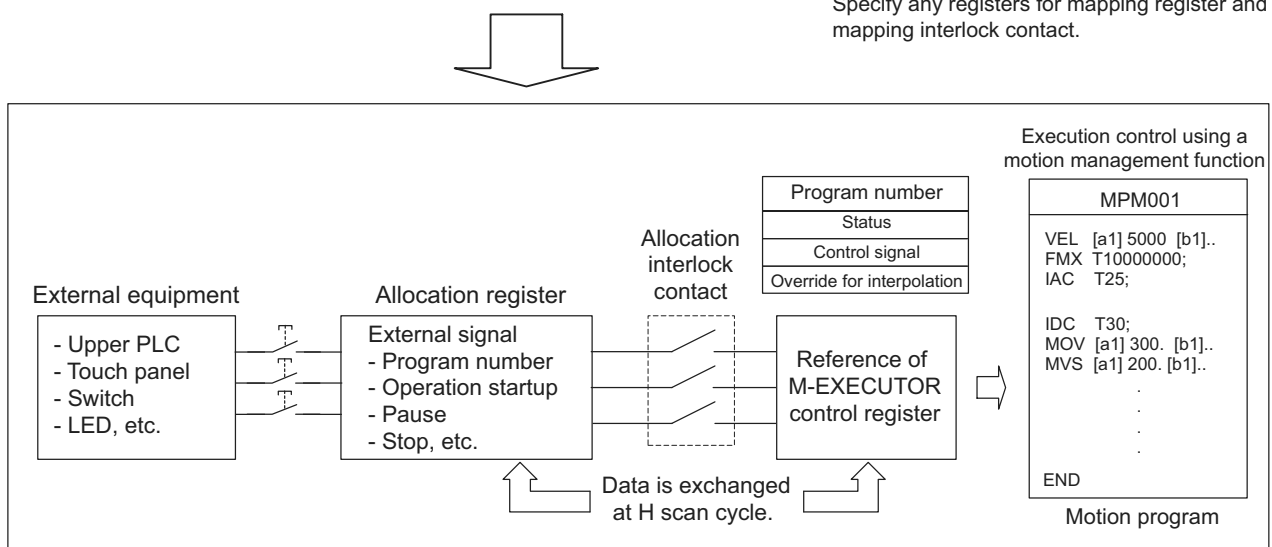 Specify any registers for mapping register and
mapping interlock contact.
Execution control using a
motion management function
Program number
Status
Control signal
Override for interpolation
MPM001
VEL [a1] 5000 [b1]..
FMX T10000000;
IAC T25;
IDC T30;
MOV [a1] 300. [b1]..
MVS [a1] 200. [b1]..
.
.
.
.
END
Motion program
Allocation
interlock
contact
External equipment
- Upper PLC
- Touch panel
- Switch
- LED, etc.
Allocation register
External signal
- Program number
- Operation startup
- Pause
- Stop, etc.
Reference of
M-EXECUTOR
control register
Data is exchanged
at H scan cycle.